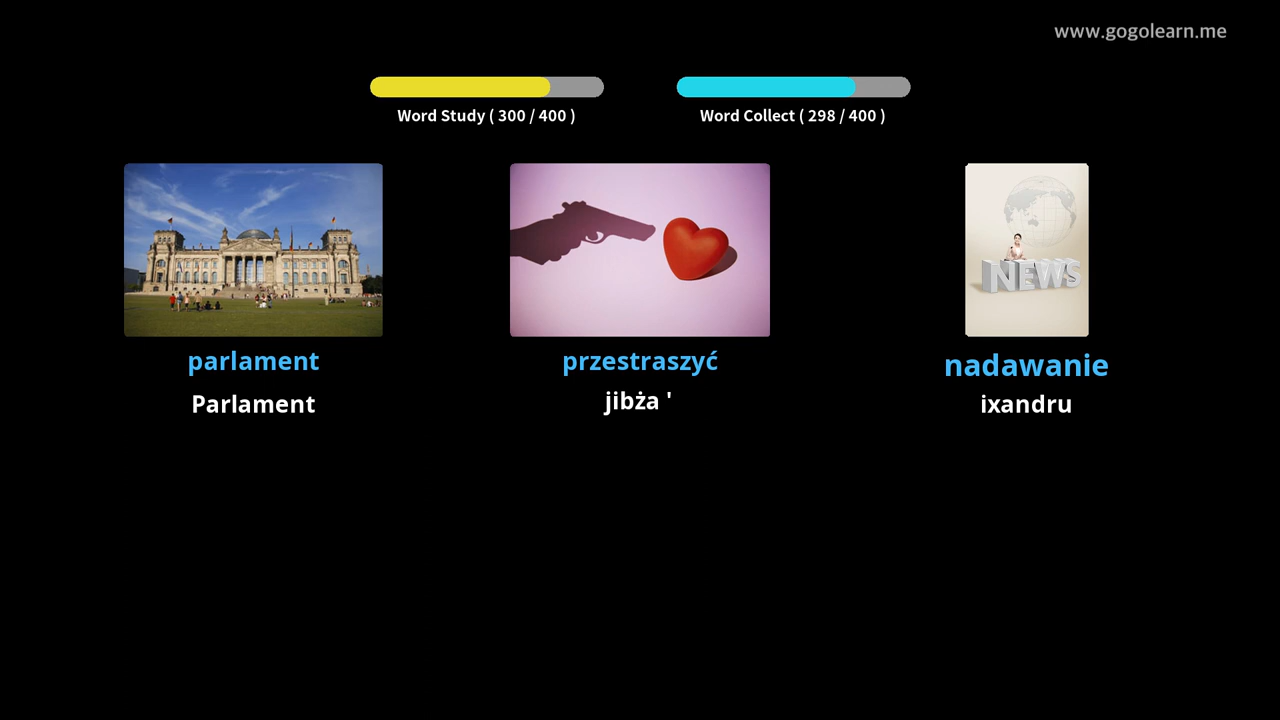 www.gogolearn.me
Word Study ( 300 / 400 )
Word Collect ( 298 / 400 )
NEWS
parlament
przestraszyć
nadawanie
Parlament
jibża '
ixandru